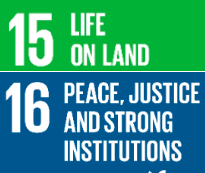 15 LIFE
ON LAND
16 PEACE, JUSTICE
AND STRONG
INSTITUTIONS